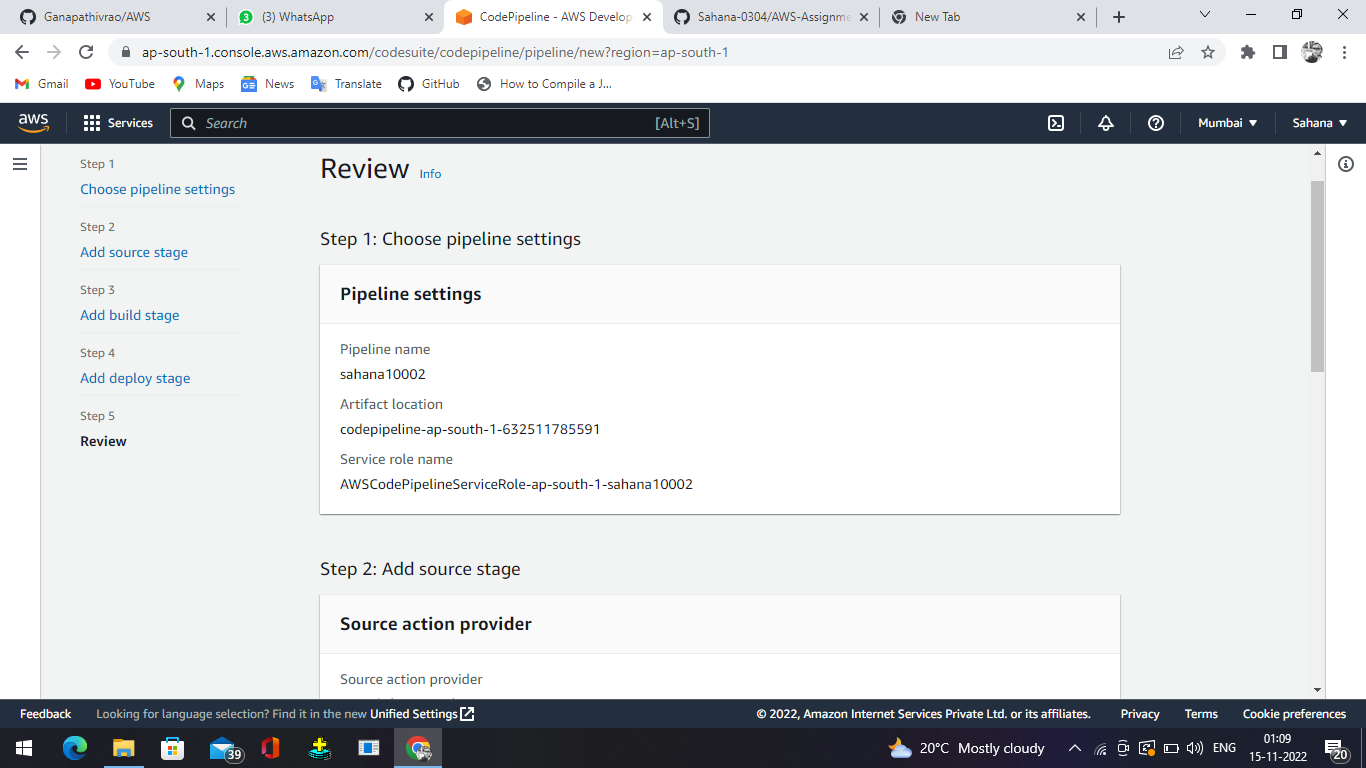 Ganapathivrao/AWS
(3) WhatsApp
CodePipeline - AWS Develop
Sahana-0304/AWS-Assignme
New Tab
ap-south-1.console.aws.amazon.com/codesuite/codepipeline/pipeline/new?region=ap-south-1
Gmail
YouTube
Maps
News
Translate
GitHub
How to Compile a J...
aws
Services
Search
[Alt+S]
Mumbai
Sahana
Step 1
Choose pipeline settings
Step 2
Add source stage
Step 3
Add build stage
Step 4
Add deploy stage
Step 5
Review
Review Info
Step 1: Choose pipeline settings
Pipeline settings
Pipeline name
sahana10002
Artifact location
codepipeline-ap-south-1-632511785591
Service role name
AWSCodePipelineServiceRole-ap-south-1-sahana10002
Step 2: Add source stage
Source action provider
Source action provider
Feedback
Looking for language selection? Find it in the new Unified Settings
© 2022, Amazon Internet Services Private Ltd. or its affiliates.
Privacy
Terms
Cookie preferences
39
20°C Mostly cloudy
ENG
01:09
15-11-2022
20